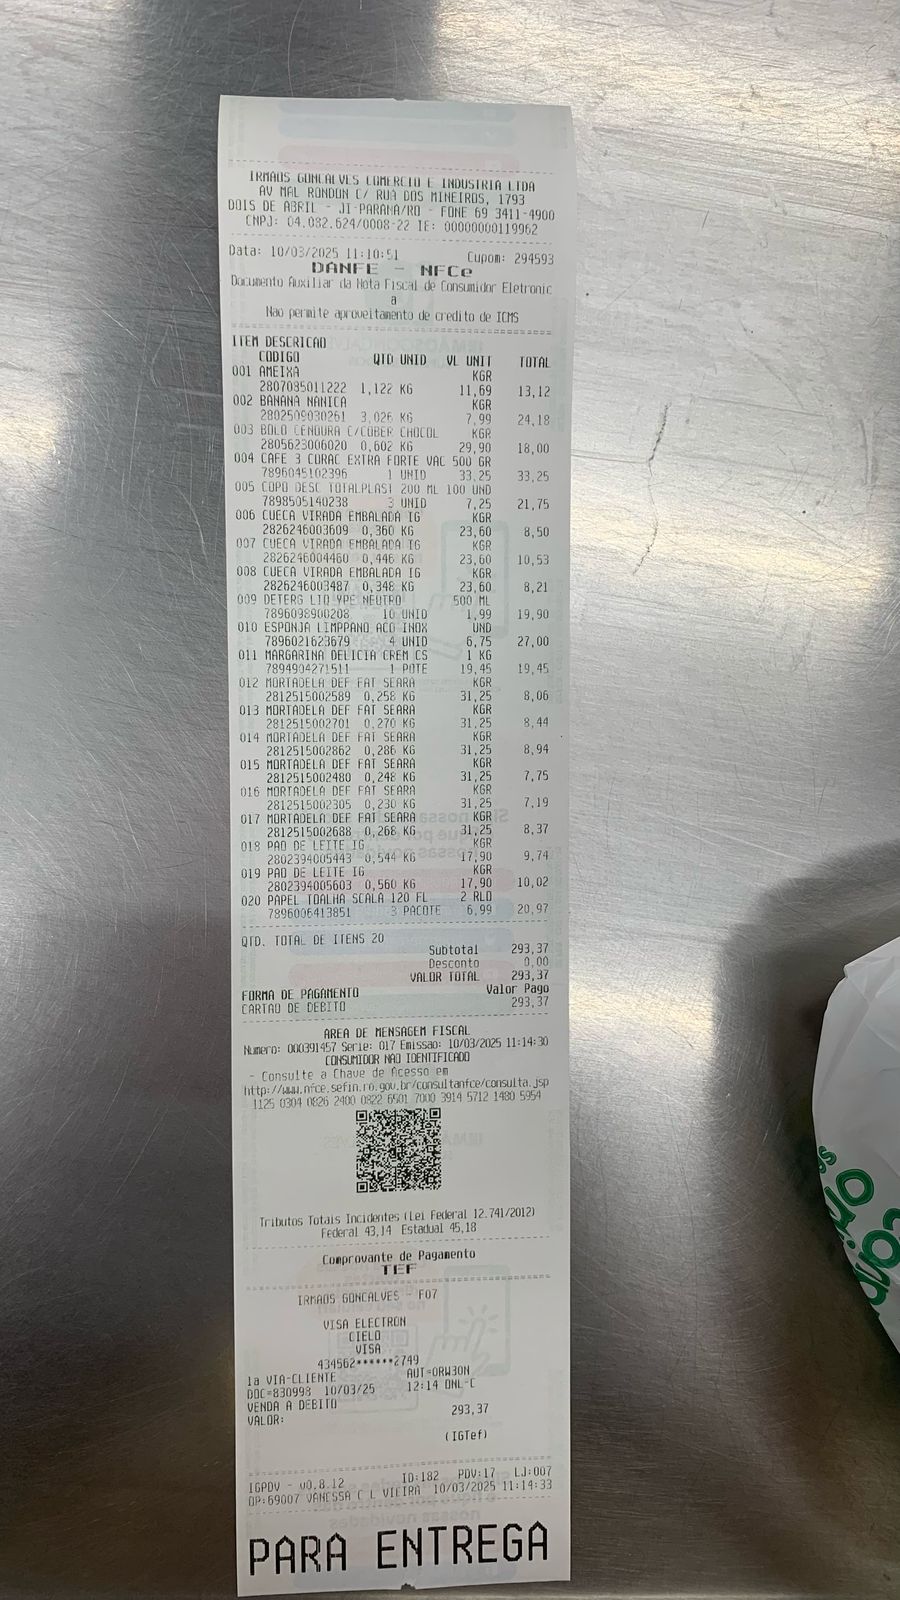 IRMAOS GONCALVES COMERCIO E INDUSTRIA LTDA
AV MAL RONDON C/ RUA DOS MINEIROS, 1793
DOIS DE ABRIL - JI-PARANA/RO - FONE 69 3411-4900
CNPJ: 04.082.624/0008-22 IE: 00000000119962
Data: 10/03/2025 11:10:51 Cupom: 294593
DANFE - NFCe
Documento Auxiliar da Nota Fiscal de Consumidor Eletronic
a
Nao permite aproveitamento de credito de ICMS
ITEM DESCRICAO
CODIGO QTD UNID VL UNIT TOTAL
001 AMEIXA KGR
2807085011222 1,122 KG 11,69 13,12
002 BANANA NANICA KGR
2802509030261 3,026 KG 7,99 24,18
003 BOLO CENOURA C/COBER CHOCOL KGR
2805623006020 0,602 KG 29,90 18,00
004 CAFE 3 CORAC EXTRA FORTE VAC 500 GR
7896045102396 1 UNID 33,25 33,25
005 COPO DESC TOTALPLAST 200 ML 100 UND
7898505140238 3 UNID 7,25 21,75
006 CUECA VIRADA EMBALADA IG KGR
2826246003609 0,360 KG 23,60 8,50
007 CUECA VIRADA EMBALADA IG KGR
2826246004460 0,446 KG 23,60 10,53
008 CUECA VIRADA EMBALADA IG KGR
2826246003487 0,348 KG 23,60 8,21
009 DETERG LIQ YPE NEUTRO 500 ML
7896098900208 10 UNID 1,99 19,90
010 ESPONJA LIMPPANO ACO INOX UND
7896021623679 4 UNID 6,75 27,00
011 MARGARINA DELICIA CREM CS 1 KG
7894904271511 1 POTE 19,45 19,45
012 MORTADELA DEF FAT SEARA KGR
2812515002589 0,258 KG 31,25 8,06
013 MORTADELA DEF FAT SEARA KGR
2812515002701 0,270 KG 31,25 8,44
014 MORTADELA DEF FAT SEARA KGR
2812515002862 0,286 KG 31,25 8,94
015 MORTADELA DEF FAT SEARA KGR
2812515002480 0,248 KG 31,25 7,75
016 MORTADELA DEF FAT SEARA KGR
2812515002305 0,230 KG 31,25 7,19
017 MORTADELA DEF FAT SEARA KGR
2812515002688 0,268 KG 31,25 8,37
018 PAO DE LEITE IG KGR
2802394005443 0,544 KG 17,90 9,74
019 PAO DE LEITE IG KGR
2802394005603 0,560 KG 17,90 10,02
020 PAPEL TOALHA SCALA 120 FL 2 RLO
7896006413851 3 PACOTE 6,99 20,97
QTD. TOTAL DE ITENS 20
Subtotal 293,37
Desconto 0,00
VALOR TOTAL 293,37
FORMA DE PAGAMENTO Valor Pago
CARTAO DE DEBITO 293,37
AREA DE MENSAGEM FISCAL
Numero: 000391457 Serie: 017 Emissao: 10/03/2025 11:14:30
CONSUMIDOR NAO IDENTIFICADO
- Consulte a Chave de Acesso em
http://www.nfce.sefin.ro.gov.br/consultanfce/consulta.jsp
1125 0304 0826 2400 0822 6501 7000 3914 5712 1480 5954
Tributos Totais Incidentes (Lei Federal 12.741/2012)
Federal 43,14 Estadual 45,18
Comprovante de Pagamento
TEF
IRMAOS GONCALVES - F07
VISA ELECTRON
CIELO
VISA
434562******2749
1a VIA-CLIENTE AUT=ORW30N
DOC=830998 10/03/25 12:14 ONL-C
VENDA A DEBITO
VALOR: 293,37
(IGTef)
IGPDV - v0.8.12 ID:182 PDV:17 LJ:007
OP:69007 VANESSA C L VIEIRA 10/03/2025 11:14:33
PARA ENTREGA